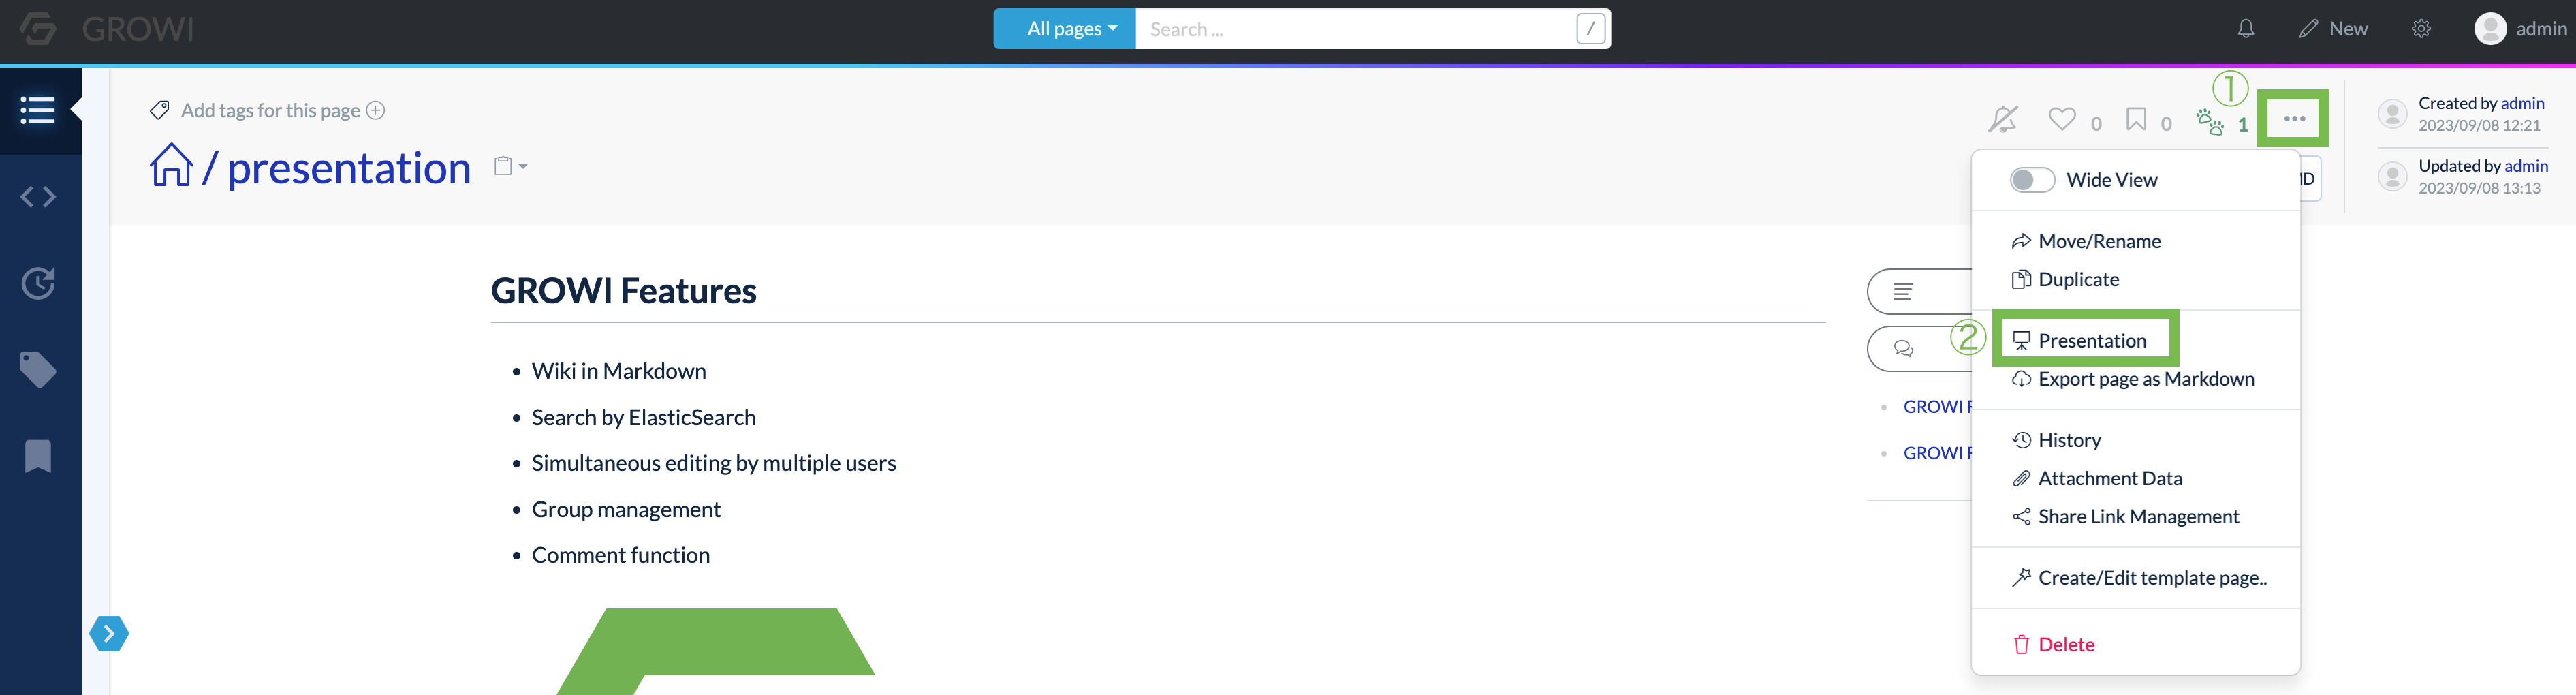 GROWI
All pages
Search ...
/
New
admin
Add tags for this page
/ presentation
0
0
①
1
Created by admin
2023/09/08 12:21
Updated by admin
2023/09/08 13:13
Wide View
Move/Rename
Duplicate
②
Presentation
Export page as Markdown
History
Attachment Data
Share Link Management
Create/Edit template page..
Delete
GROWI Features
Wiki in Markdown
Search by ElasticSearch
Simultaneous editing by multiple users
Group management
Comment function
GROWI
GROWI